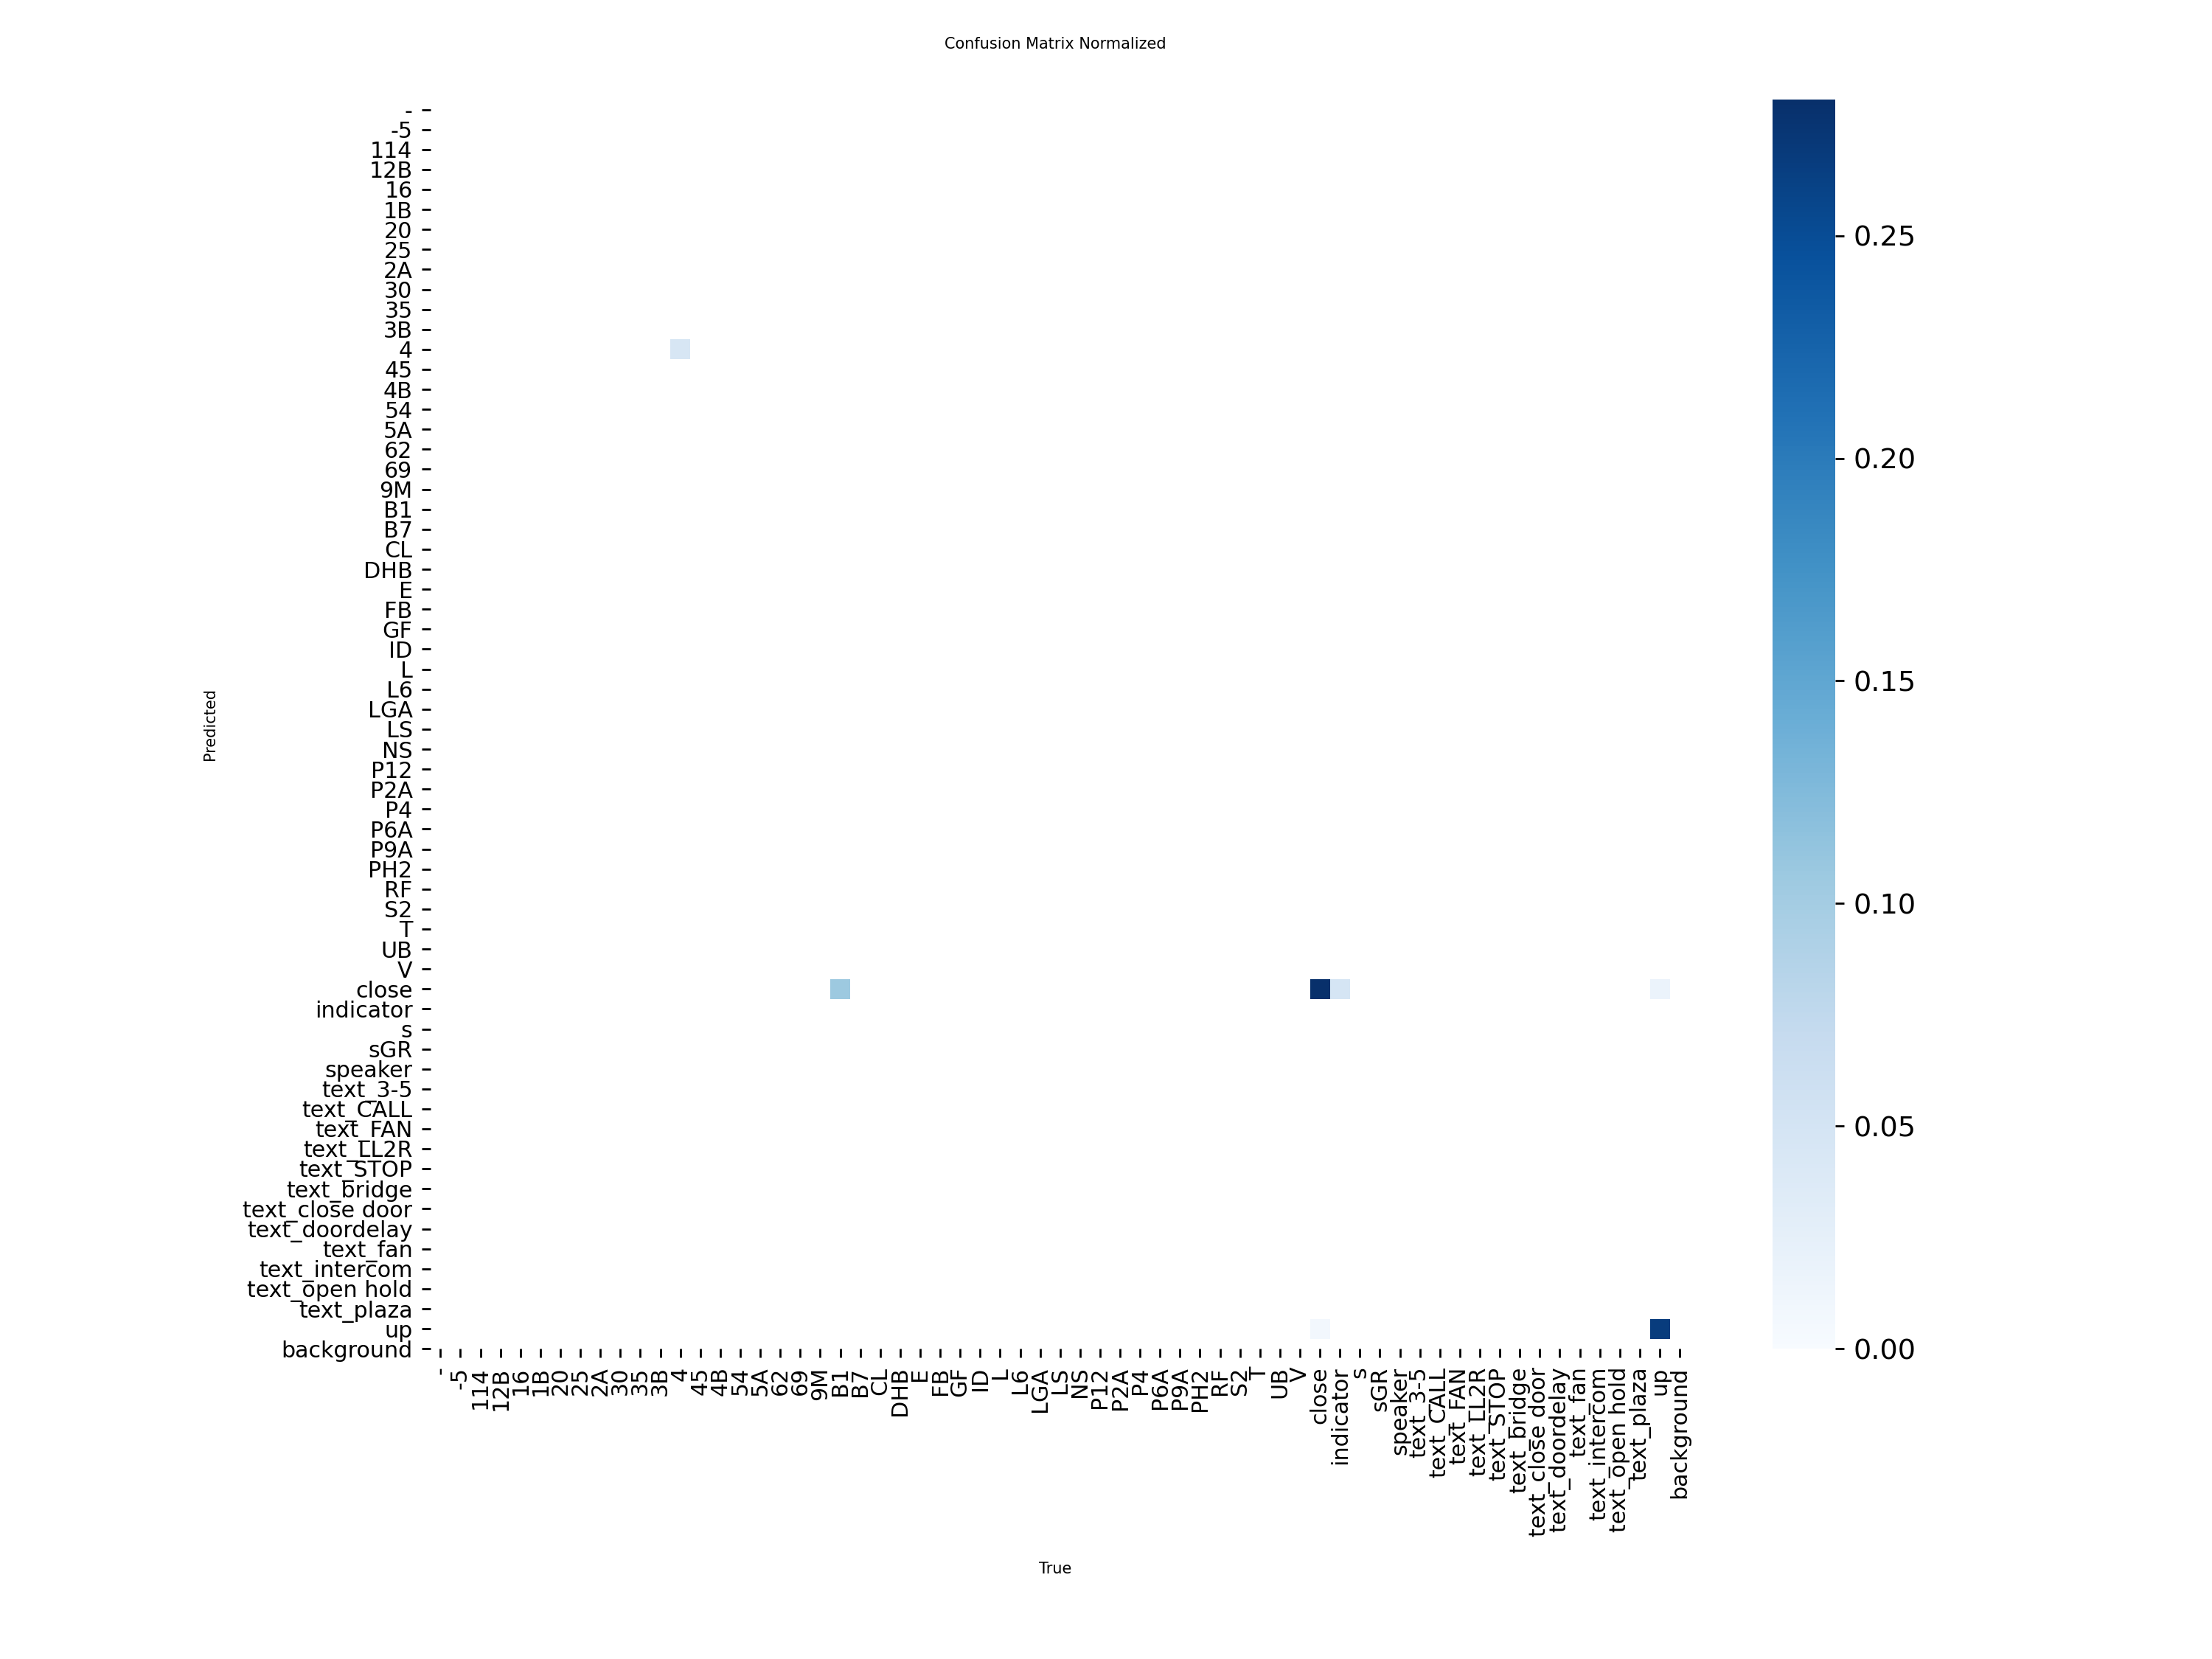 Confusion Matrix Normalized
-
-5
114
12B
16
1B
20
25
2A
30
35
3B
4
45
4B
54
5A
62
69
9M
B1
B7
CL
DHB
E
FB
GF
ID
L
L6
LGA
LS
NS
P12
P2A
P4
P6A
P9A
PH2
RF
S2
T
UB
V
close
indicator
s
sGR
speaker
text_3-5
text_CALL
text_FAN
text_LL2R
text_STOP
text_bridge
text_close door
text_doordelay
text_fan
text_intercom
text_open hold
text_plaza
up
background
Predicted
-
-5
114
12B
16
1B
20
25
2A
30
35
3B
4
45
4B
54
5A
62
69
9M
B1
B7
CL
DHB
E
FB
GF
ID
L
L6
LGA
LS
NS
P12
P2A
P4
P6A
P9A
PH2
RF
S2
T
UB
V
close
indicator
s
sGR
speaker
text_3-5
text_CALL
text_FAN
text_LL2R
text_STOP
text_bridge
text_close door
text_doordelay
text_fan
text_intercom
text_open hold
text_plaza
up
background
True
0.25
0.20
0.15
0.10
0.05
0.00